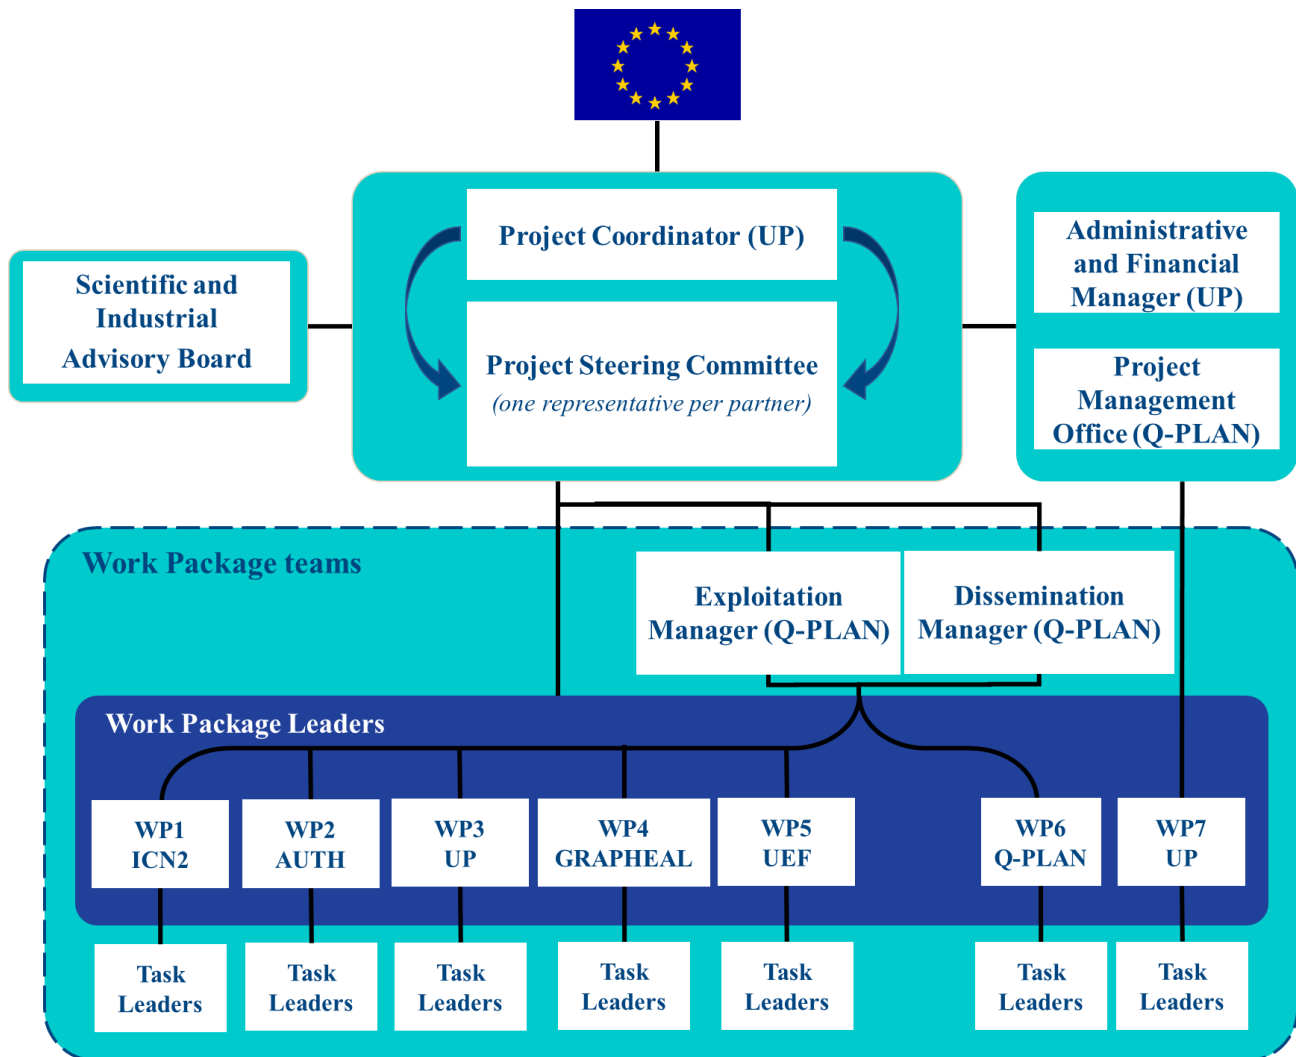 Project Coordinator (UP)
Project Steering Committee
(one representative per partner)
Scientific and
Industrial
Advisory Board
Administrative
and Financial
Manager (UP)
Project
Management
Office (Q-PLAN)
Work Package teams
Exploitation
Manager (Q-PLAN)
Dissemination
Manager (Q-PLAN)
Work Package Leaders
WP1
ICN2
WP2
AUTH
WP3
UP
WP4
GRAPHEAL
WP5
UEF
WP6
Q-PLAN
WP7
UP
Task
Leaders
Task
Leaders
Task
Leaders
Task
Leaders
Task
Leaders
Task
Leaders
Task
Leaders